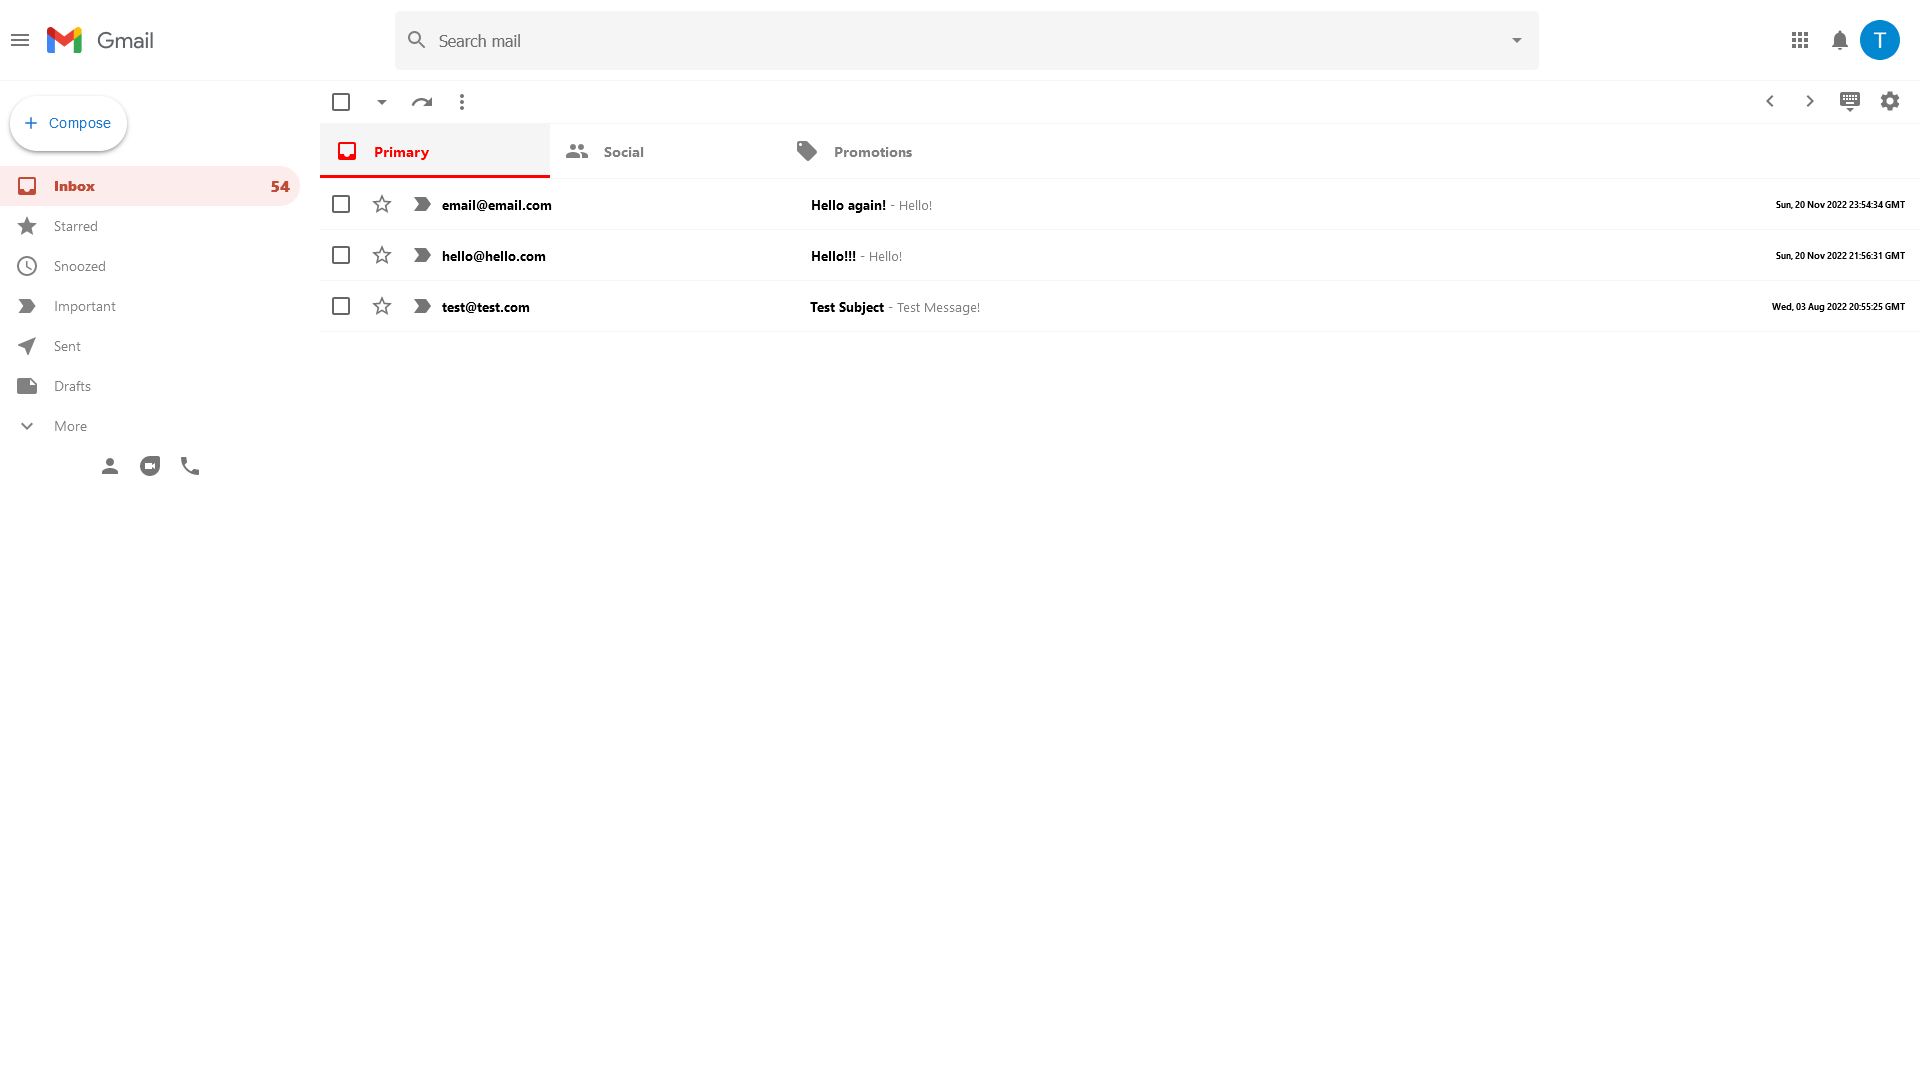 Gmail
Search mail
T
Compose
Inbox 54
Starred
Snoozed
Important
Sent
Drafts
More
Primary Social Promotions
email@email.com Hello again! - Hello! Sun, 20 Nov 2022 23:54:34 GMT
hello@hello.com Hello!!! - Hello! Sun, 20 Nov 2022 21:56:31 GMT
test@test.com Test Subject - Test Message! Wed, 03 Aug 2022 20:55:25 GMT